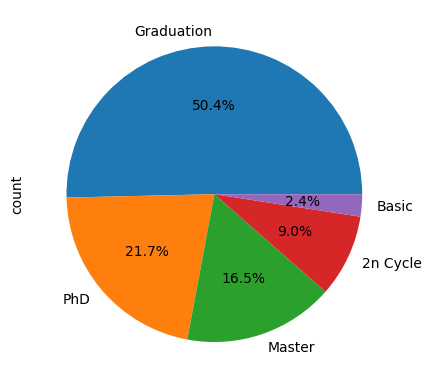 Graduation
50.4%
count
2.4%
Basic
9.0%
21.7%
2n Cycle
16.5%
PhD
Master